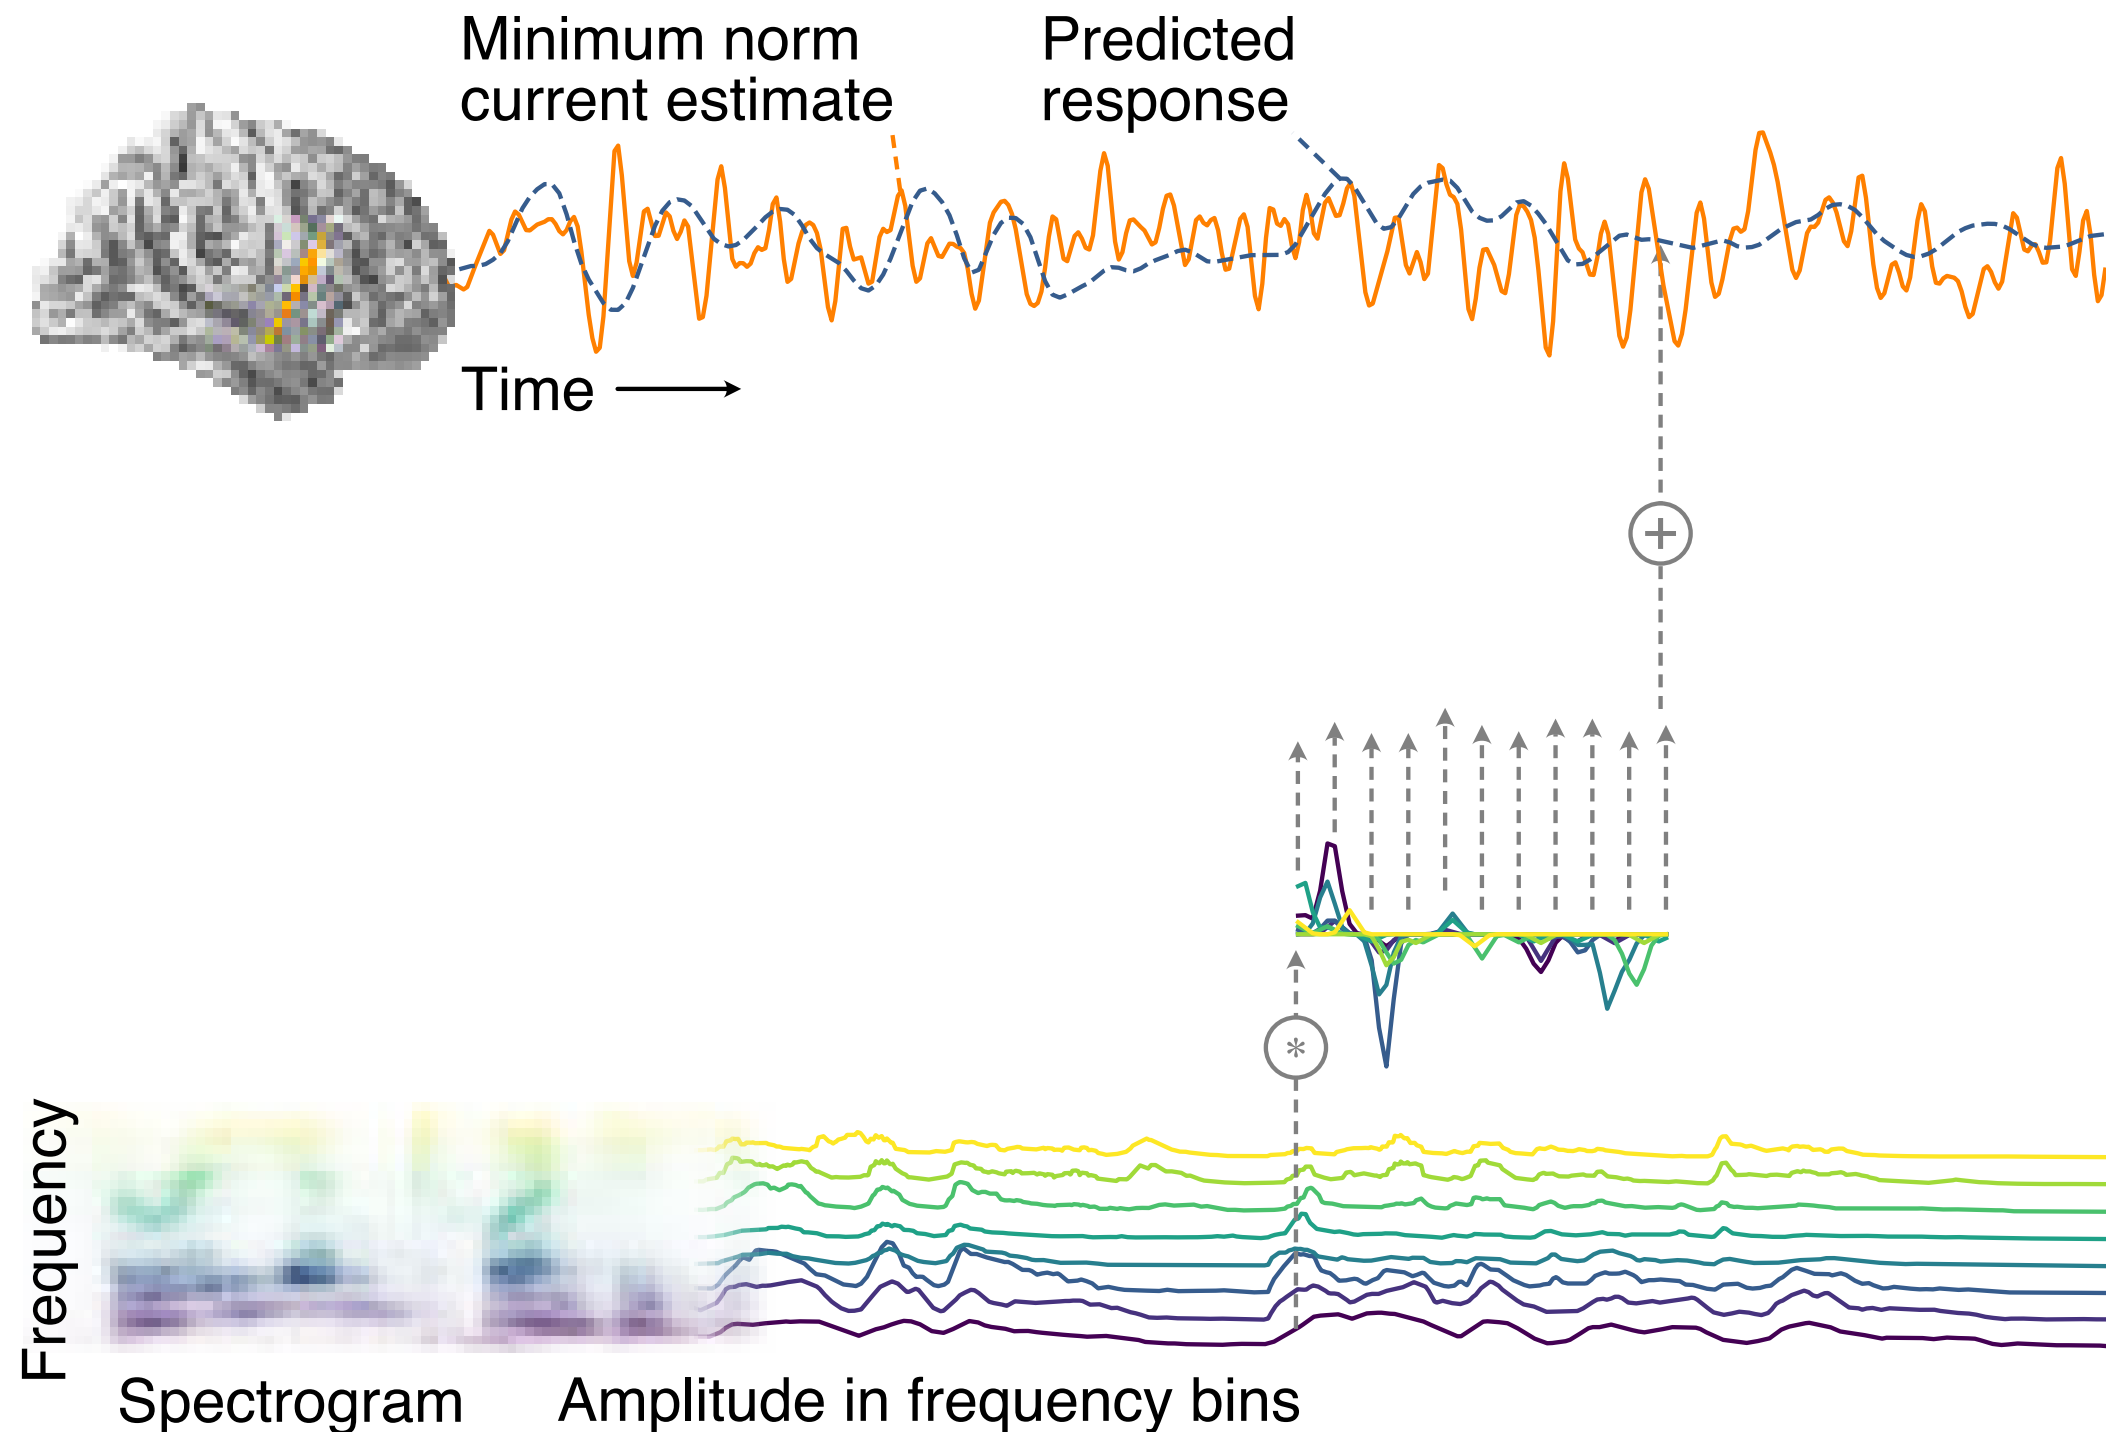 Minimum norm
current estimate
Predicted
response
Time
+
*
Frequency
Spectrogram
Amplitude in frequency bins